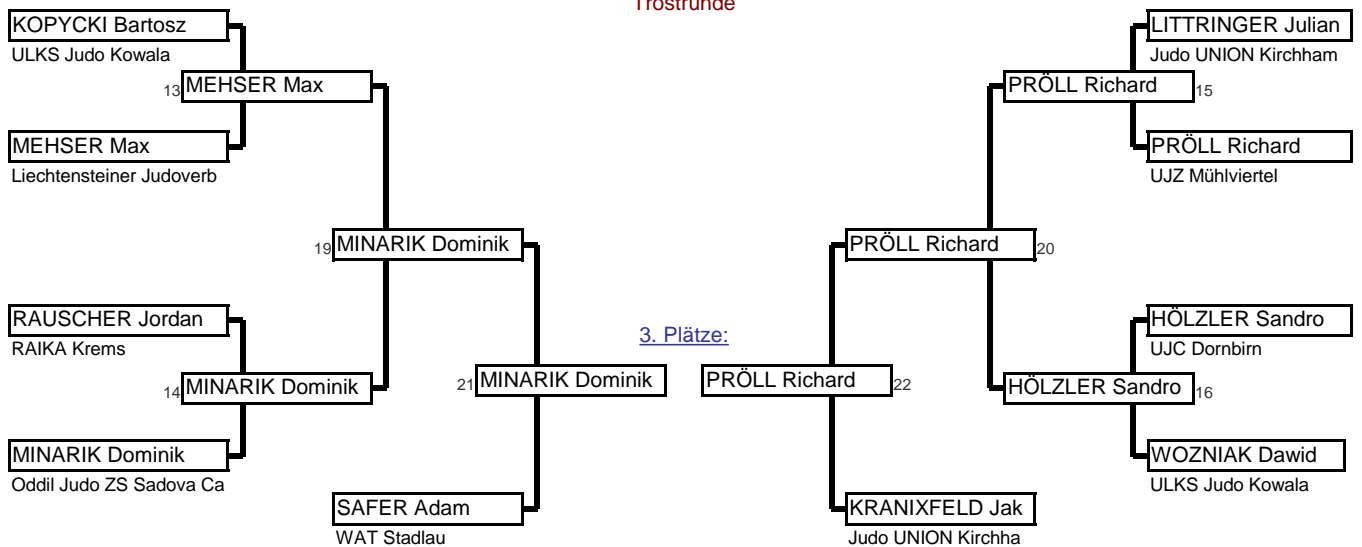 Trostrunde
KOPYCKI Bartosz
ULKS Judo Kowala
13 MEHSER Max
MEHSER Max
Liechtensteiner Judoverb
19 MINARIK Dominik
RAUSCHER Jordan
RAIKA Krems
14 MINARIK Dominik
MINARIK Dominik
Oddil Judo ZS Sadova Ca
21 MINARIK Dominik
SAFER Adam
WAT Stadlau
3. Plätze:
LITTRINGER Julian
Judo UNION Kirchham
PRÖLL Richard 15
PRÖLL Richard
UJZ Mühlviertel
PRÖLL Richard 20
HÖLZLER Sandro
UJC Dornbirn
HÖLZLER Sandro 16
WOZNIAK Dawid
ULKS Judo Kowala
PRÖLL Richard 22
KRANIXFELD Jak
Judo UNION Kirchha